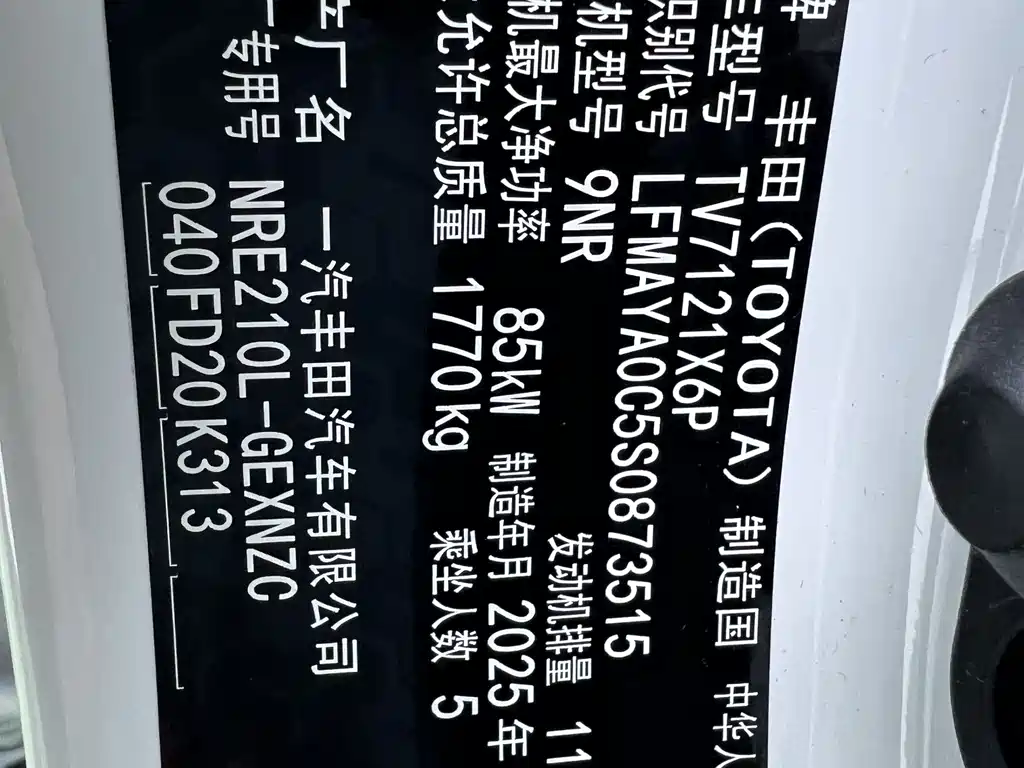 牌 丰田(TOYOTA) 制造国 中华人
车型号 TV7121X6P
识别代号 LFMAYA0C5S0873515
机型号 9NR 发动机排量 11
机最大净功率 85kW 制造年月 2025年
允许总质量 1770kg 乘坐人数 5
产厂名 一汽丰田汽车有限公司
专用号 NRE210L-GEXNZC
040FD20K313